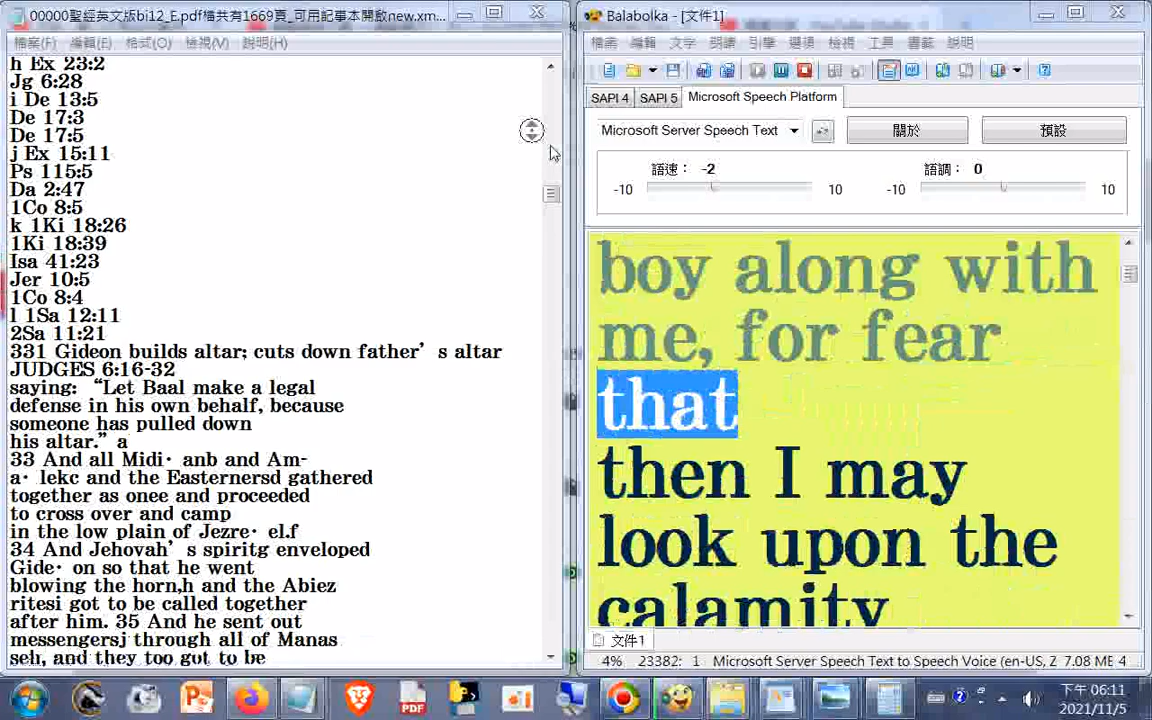 00000聖經英文版bi12_E.pdf檔共有1669頁_可用記事本開啟new.xm...
檔案(F) 編輯(E) 格式(O) 檢視(V) 說明(H)
h Ex 23:2
Jg 6:28
i De 13:5
De 17:3
De 17:5
j Ex 15:11
Ps 115:5
Da 2:47
1Co 8:5
k 1Ki 18:26
1Ki 18:39
Isa 41:23
Jer 10:5
1Co 8:4
l 1Sa 12:11
2Sa 11:21
331 Gideon builds altar; cuts down father’s altar
JUDGES 6:16-32
saying: “Let Baal make a legal
defense in his own behalf, because
someone has pulled down
his altar.” a
33 And all Midi· anb and Am-
a· lekc and the Easternersd gathered
together as onee and proceeded
to cross over and camp
in the low plain of Jezre· el.f
34 And Jehovah’s spiritg enveloped
Gide· on so that he went
blowing the horn,h and the Abiez
ritesi got to be called together
after him. 35 And he sent out
messengersj through all of Manas
seh, and they too got to be
Balabolka - [文件1]
檔案 編輯 文字 朗讀 引擎 選項 檢視 工具 書籤 說明
SAPI 4 SAPI 5 Microsoft Speech Platform
Microsoft Server Speech Text 關於 預設
語速： -2 語調： 0
-10 10 -10 10
boy along with
me, for fear
that
then I may
look upon the
calamity
文件1
4% 23382: 1 Microsoft Server Speech Text to Speech Voice (en-US, Z 7.08 ME 4
PDF
下午 06:11
2021/11/5